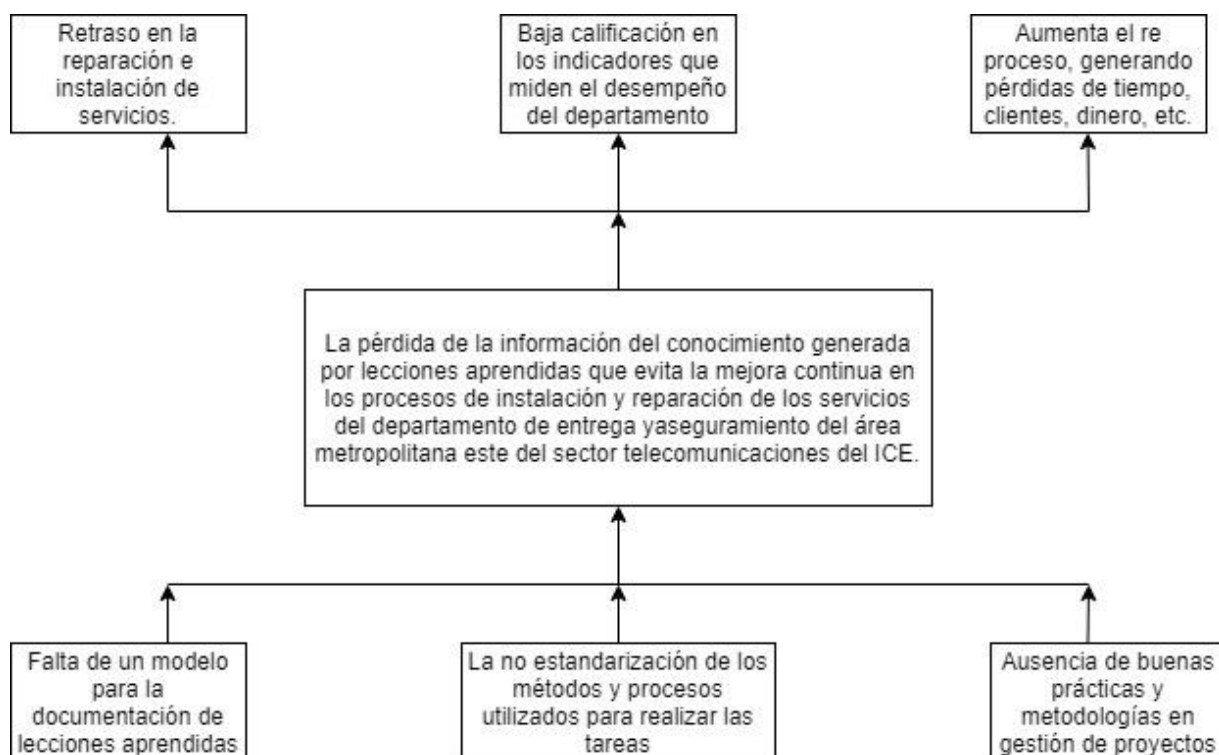 Retraso en la
reparación e
instalación de
servicios.
Baja calificación en
los indicadores que
miden el desempeño
del departamento
Aumenta el re
proceso, generando
pérdidas de tiempo,
clientes, dinero, etc.
La pérdida de la información del conocimiento generada
por lecciones aprendidas que evita la mejora continua en
los procesos de instalación y reparación de los servicios
del departamento de entrega yaseguramiento del área
metropolitana este del sector telecomunicaciones del ICE.
Falta de un modelo
para la
documentación de
lecciones aprendidas
La no estandarización de los
métodos y procesos
utilizados para realizar las
tareas
Ausencia de buenas
prácticas y
metodologías en
gestión de proyectos